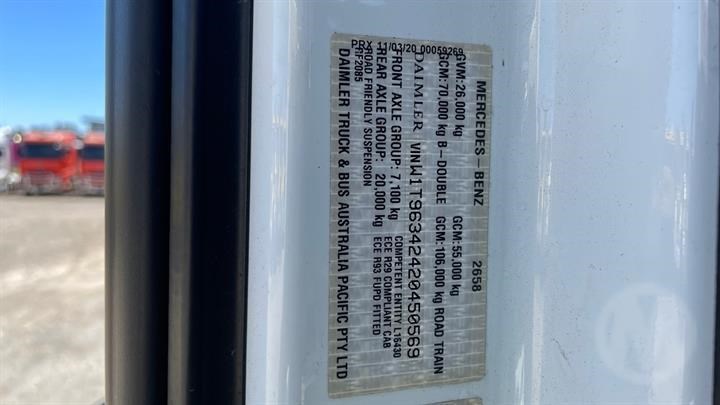 MERCEDES-BENZ 2658
GVM:26,000 kg GCM:55,000 kg
GCM:70,000 kg B-DOUBLE GCM:106,000 kg ROAD TRAIN
DAIMLER VIN W1T96342420450569
FRONT AXLE GROUP: 7,100 kg COMPETENT ENTITY L16430
REAR AXLE GROUP: 20,000 kg ECE R29 COMPLIANT CAB
ROAD FRIENDLY SUSPENSION ECE R93 FUPD FITTED
11/03/20 00059269
DAIMLER TRUCK & BUS AUSTRALIA PACIFIC PTY LTD